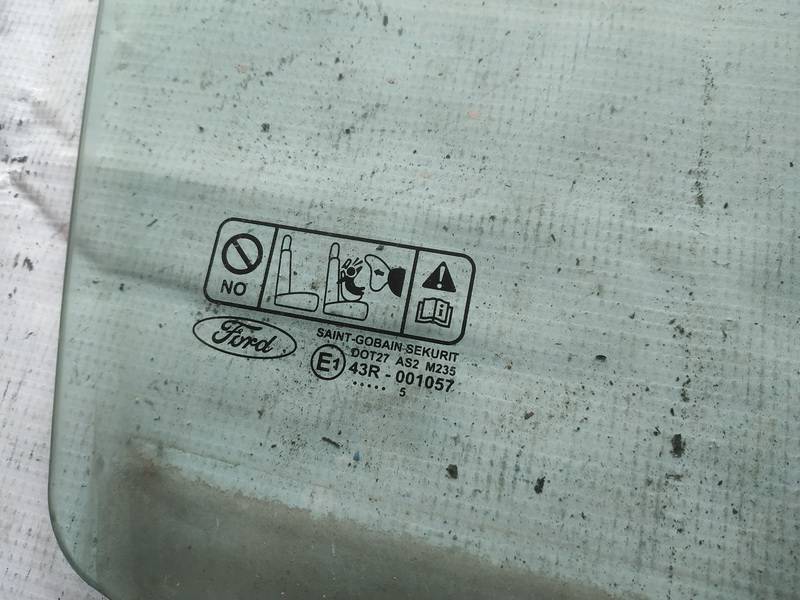 NO
Ford
SAINT-GOBAIN SEKURIT
DOT27 AS2 M235
E1 43R - 001057
..... 5